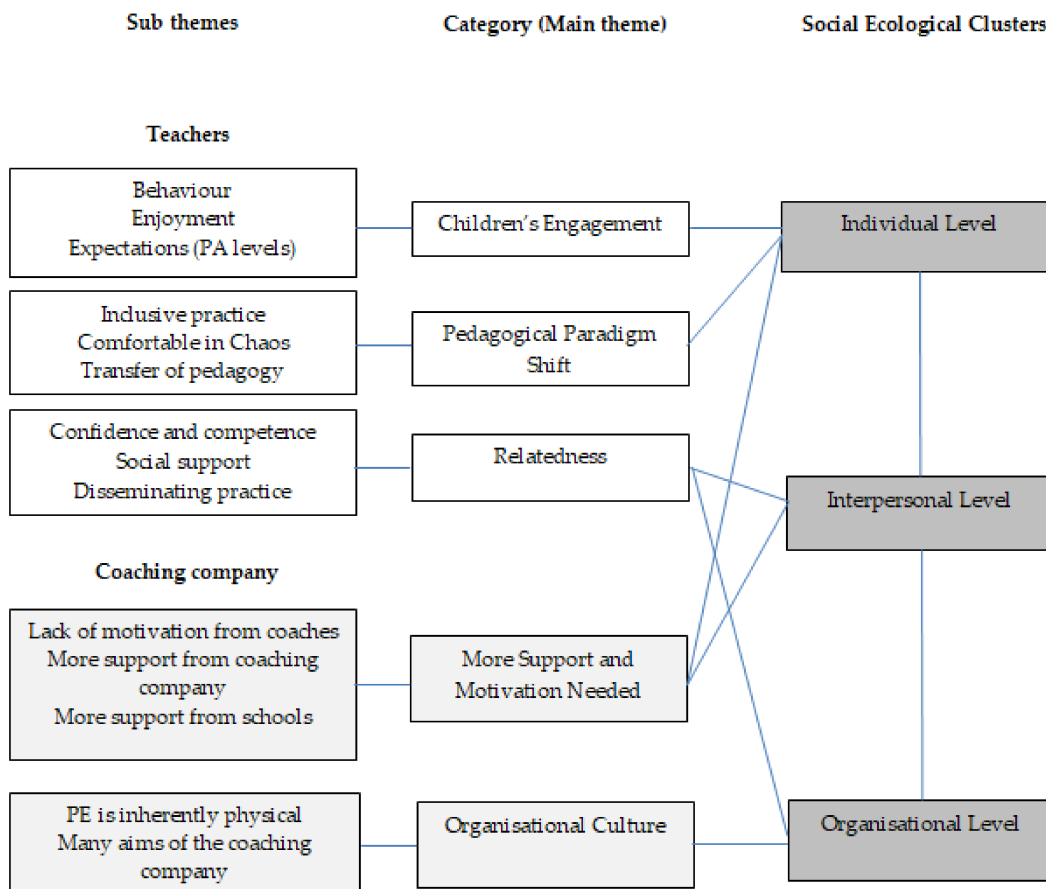 Sub themes
Category (Main theme)
Social Ecological Clusters
Teachers
Behaviour
Enjoyment
Expectations (PA levels)
Children's Engagement
Individual Level
Inclusive practice
Comfortable in Chaos
Transfer of pedagogy
Pedagogical Paradigm
Shift
Confidence and competence
Social support
Disseminating practice
Relatedness
Interpersonal Level
Coaching company
Lack of motivation from coaches
More support from coaching
company
More support from schools
More Support and
Motivation Needed
PE is inherently physical
Many aims of the coaching
company
Organisational Culture
Organisational Level